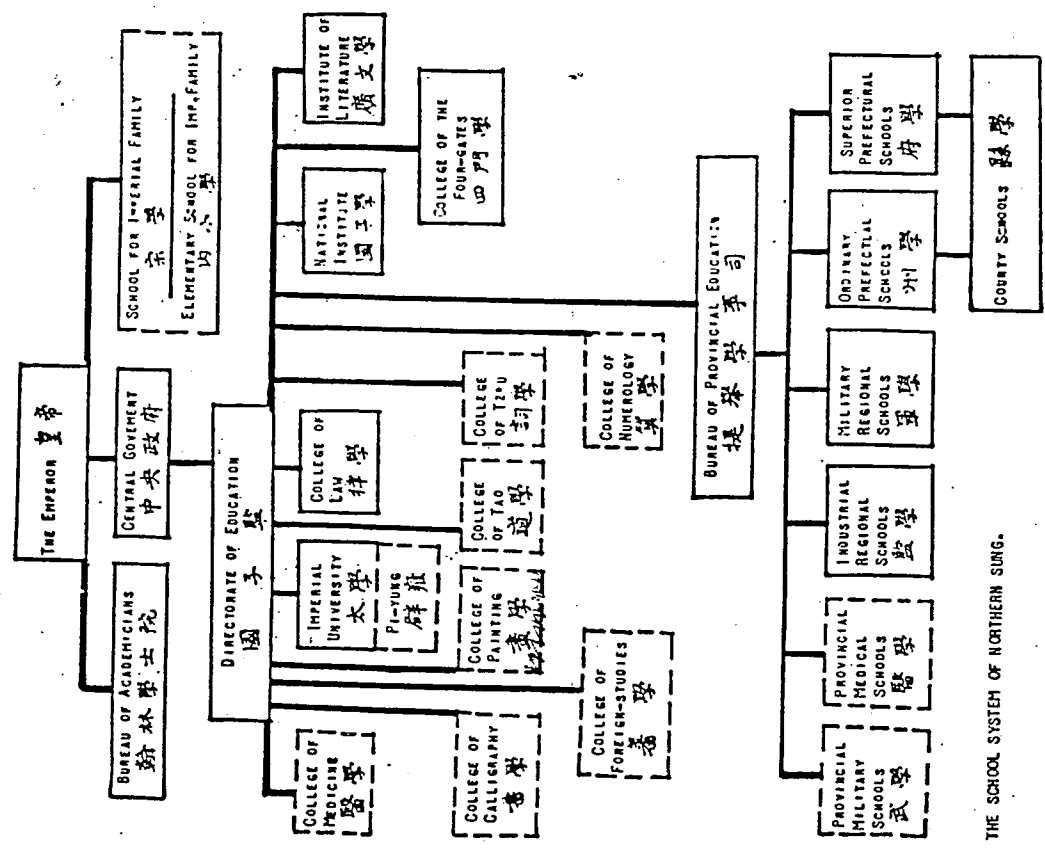 THE EMPEROR 皇帝
BUREAU OF ACADEMICIANS
翰林學士院
CENTRAL GOVEMENT
中央政府
SCHOOL FOR IMPERIAL FAMILY
宗學
ELEMENTARY SCHOOL FOR IMP. FAMILY
內小學
DIRECTORATE OF EDUCATION
國子監
COLLEGE OF
MEDICINE
醫學
IMPERIAL
UNIVERSITY
太學
PI-YUNG
辟雍
COLLEGE OF
LAW
律學
NATIONAL
INSTITUTE
國子學
INSTITUTE OF
LITERATURE
廣文學
COLLEGE OF
CALLIGRAPHY
書學
COLLEGE OF
PAINTING
畫學
COLLEGE
OF TAO
道學
COLLEGE
OF TZ'U
詞學
COLLEGE OF THE
FOUR-GATES
四門學
COLLEGE OF
FOREIGN-STUDIES
蕃學
COLLEGE OF
NUMEROLOGY
算學
BUREAU OF PROVINCIAL EDUCATION
提舉學事司
PROVINCIAL
MILITARY
SCHOOLS
武學
PROVINCIAL
MEDICAL
SCHOOLS
醫學
INDUSTRIAL
REGIONAL
SCHOOLS
監學
MILITARY
REGIONAL
SCHOOLS
軍學
ORDINARY
PREFECTUAL
SCHOOLS
州學
SUPERIOR
PREFECTURAL
SCHOOLS
府學
COUNTY SCHOOLS 縣學
THE SCHOOL SYSTEM OF NORTHERN SUNG.